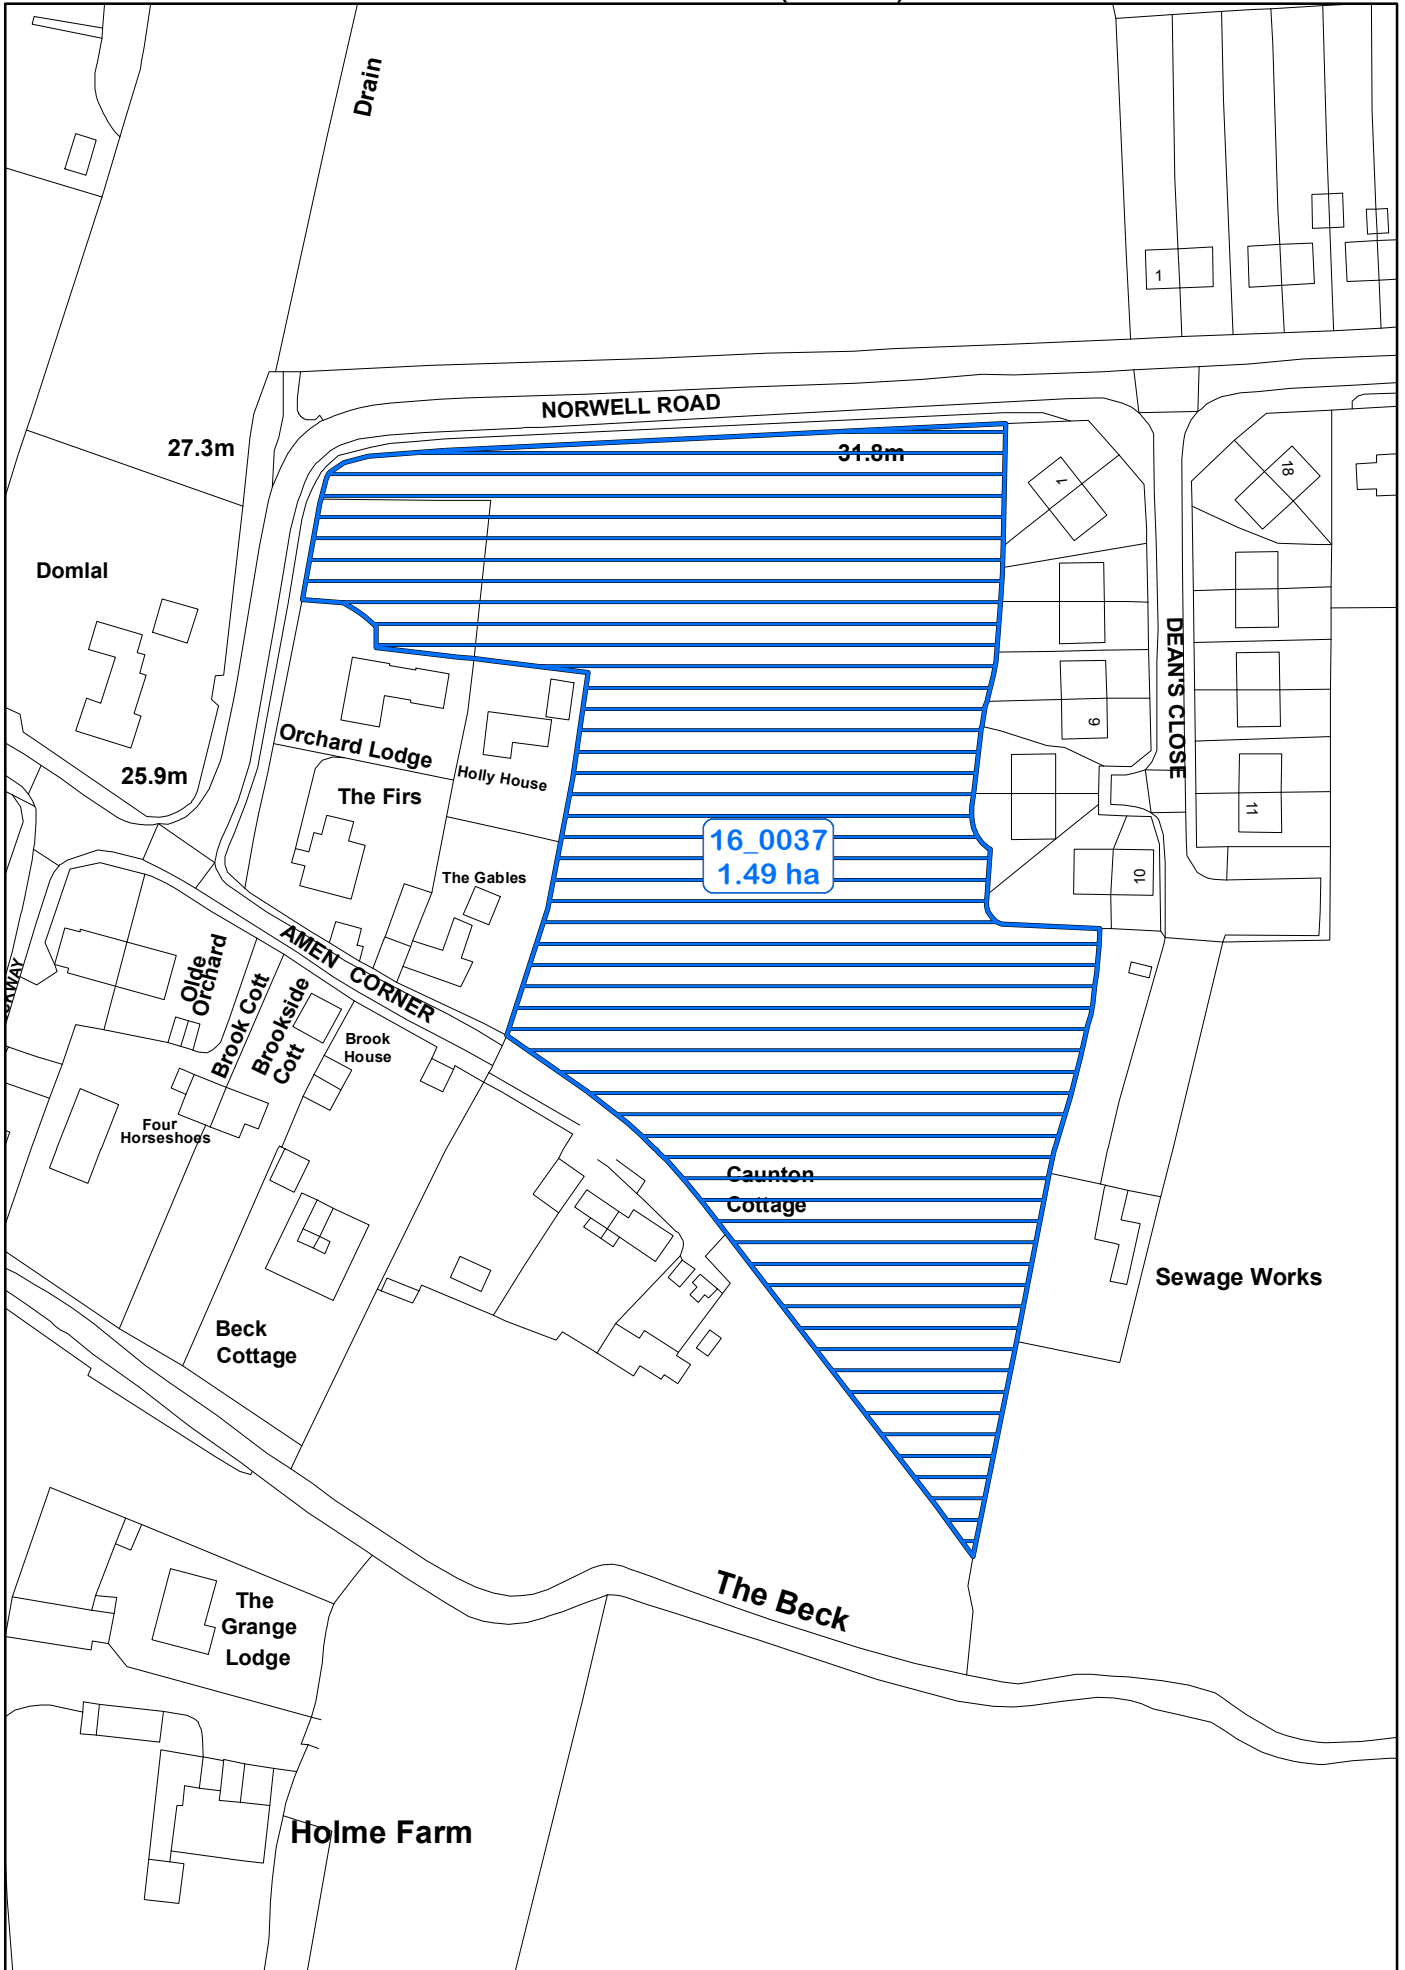 Drain
1
NORWELL ROAD
27.3m
31.8m
1
18
Domlal
DEAN'S CLOSE
9
Orchard Lodge
Holly House
25.9m
The Firs
11
16_0037
1.49 ha
The Gables
10
AMEN CORNER
Olde
Orchard
Brook Cott
Brookside
Cott
Brook
House
Four
Horseshoes
Caunton
Cottage
Sewage Works
Beck
Cottage
The Beck
The
Grange
Lodge
Holme Farm